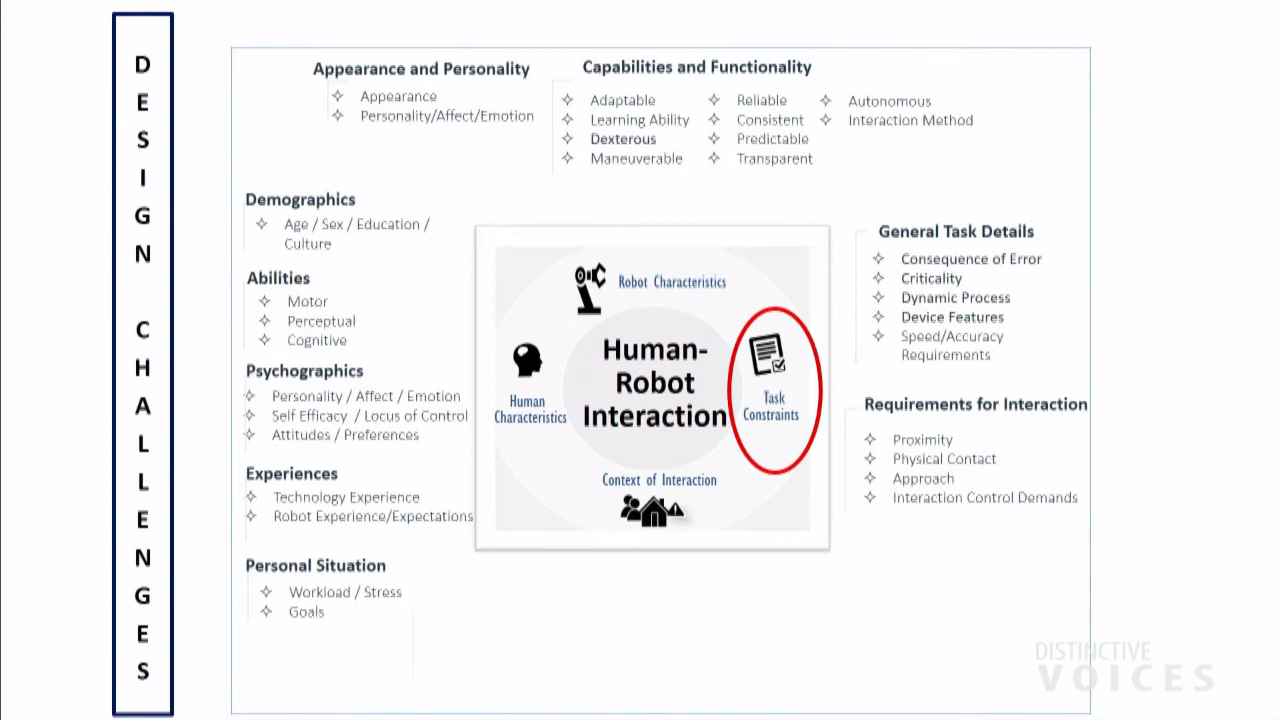 DESIGN CHALLENGES
Appearance and Personality
Appearance
Personality/Affect/Emotion
Capabilities and Functionality
Adaptable
Learning Ability
Dexterous
Maneuverable
Reliable
Consistent
Predictable
Transparent
Autonomous
Interaction Method
Demographics
Age / Sex / Education /
Culture
Abilities
Motor
Perceptual
Cognitive
Psychographics
Personality / Affect / Emotion
Self Efficacy / Locus of Control
Attitudes / Preferences
Experiences
Technology Experience
Robot Experience/Expectations
Personal Situation
Workload / Stress
Goals
Robot Characteristics
Human-
Robot
Interaction
Human
Characteristics
Task
Constraints
Context of Interaction
General Task Details
Consequence of Error
Criticality
Dynamic Process
Device Features
Speed/Accuracy
Requirements
Requirements for Interaction
Proximity
Physical Contact
Approach
Interaction Control Demands
DISTINCTIVE
VOICES